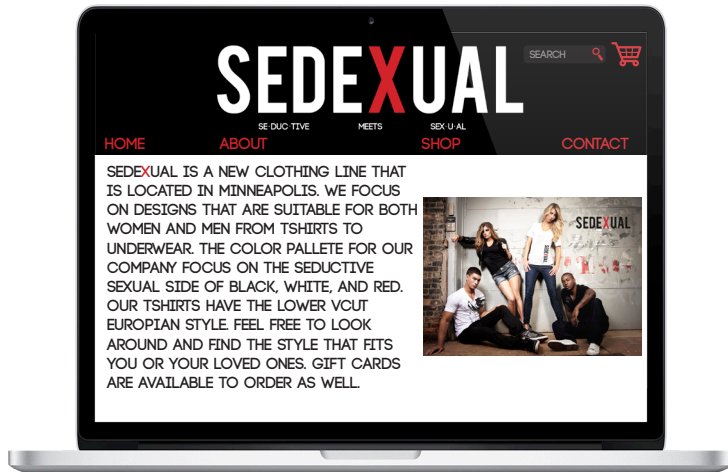 SEDEXUAL
SEARCH
SE·DUC·TIVE MEETS SEX·U·AL
HOME ABOUT SHOP CONTACT
SEDEXUAL IS A NEW CLOTHING LINE THAT
IS LOCATED IN MINNEAPOLIS. WE FOCUS
ON DESIGNS THAT ARE SUITABLE FOR BOTH
WOMEN AND MEN FROM TSHIRTS TO
UNDERWEAR. THE COLOR PALLETE FOR OUR
COMPANY FOCUS ON THE SEDUCTIVE
SEXUAL SIDE OF BLACK, WHITE, AND RED.
OUR TSHIRTS HAVE THE LOWER VCUT
EUROPIAN STYLE. FEEL FREE TO LOOK
AROUND AND FIND THE STYLE THAT FITS
YOU OR YOUR LOVED ONES. GIFT CARDS
ARE AVAILABLE TO ORDER AS WELL.
SEDEXUAL